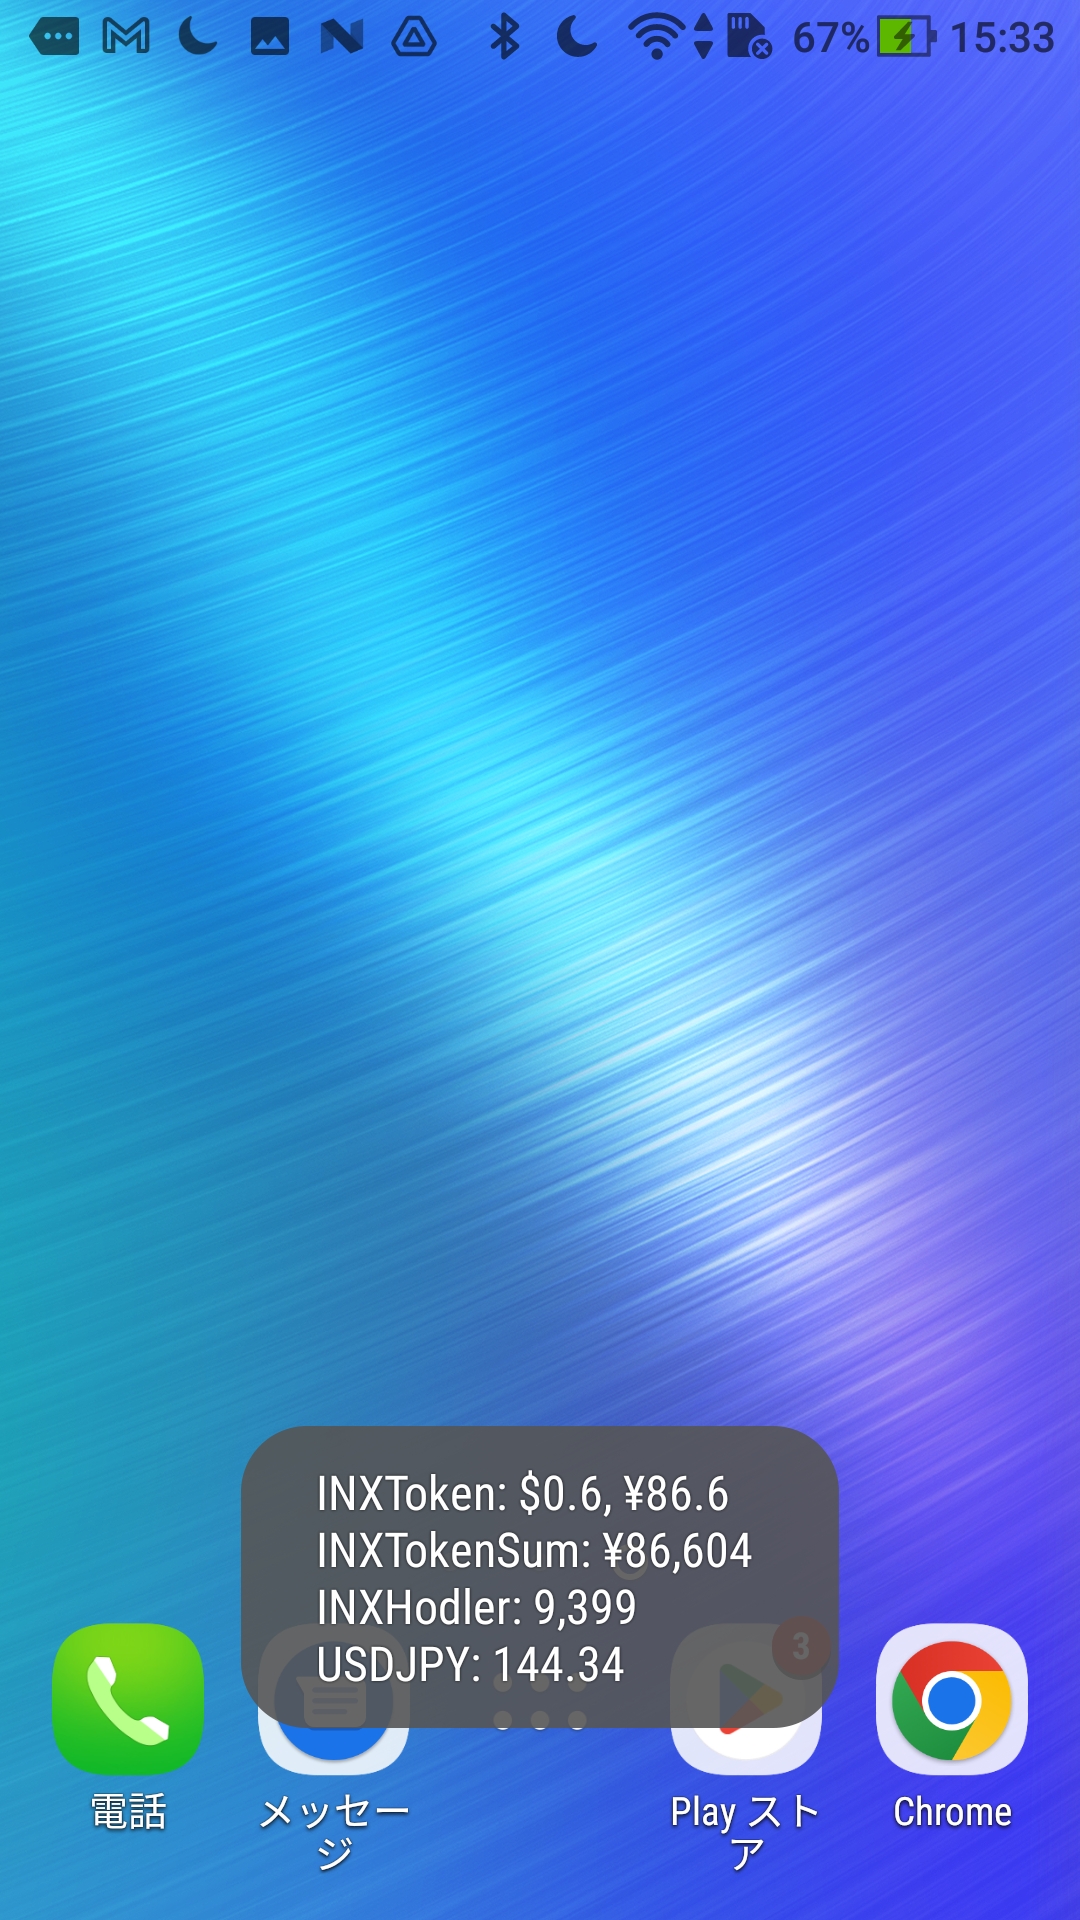 67% 15:33
INXToken: $0.6, ¥86.6
INXTokenSum: ¥86,604
INXHodler: 9,399
USDJPY: 144.34
3
電話
メッセー
ジ
Play スト
ア
Chrome